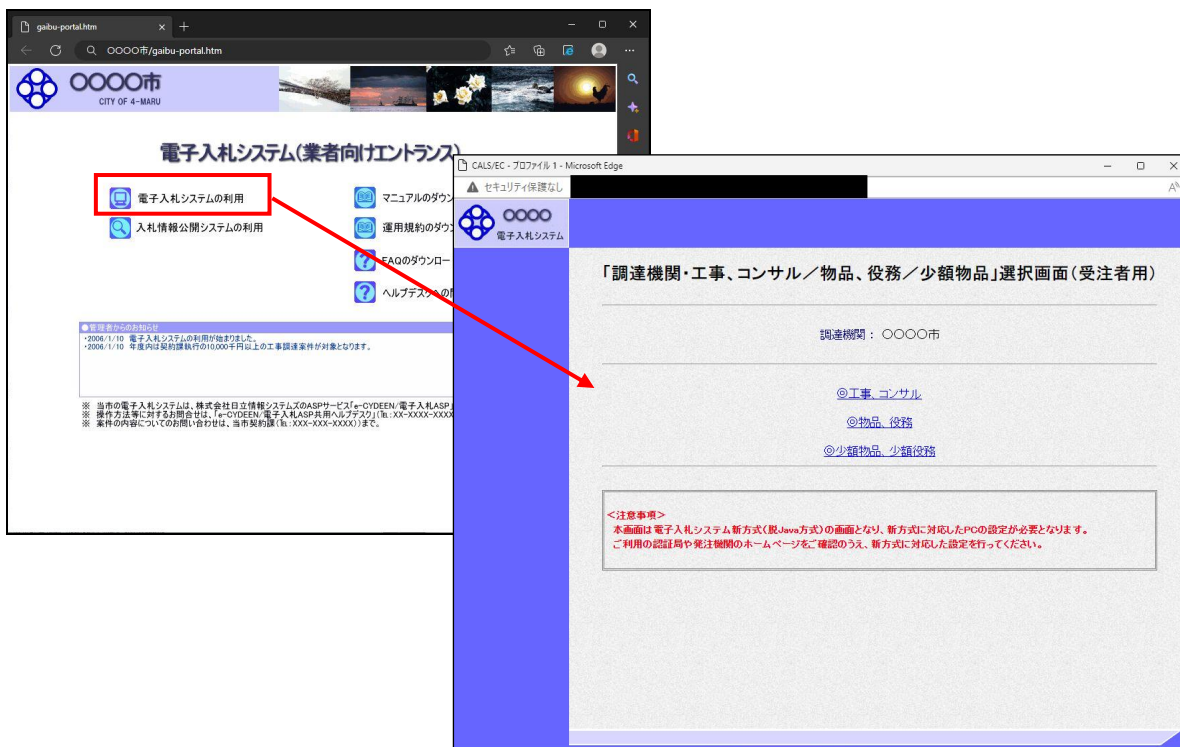 gaibu-portal.htm
〇〇〇〇市/gaibu-portal.htm
〇〇〇〇市
CITY OF 4-MARU
電子入札システム(業者向けエントランス)
電子入札システムの利用
入札情報公開システムの利用
マニュアルのダウン
運用規約のダウ
FAQのダウンロー
ヘルプデスクへの
●管理者からのお知らせ
・2006/1/10 電子入札システムの利用が始まりました。
・2006/1/10 年度内は契約課執行の10,000千円以上の工事調達案件が対象となります。
※ 当市の電子入札システムは、株式会社日立情報システムズのASPサービス「e-CYDEEN/電子入札ASP」
※ 操作方法等に対するお問合せは、「e-CYDEEN/電子入札ASP共用ヘルプデスク」(℡:XX-XXXX-XXXX
※ 案件の内容についてのお問い合わせは、当市契約課(℡:XXX-XXX-XXXX))まで。
CALS/EC - プロファイル 1 - Microsoft Edge
セキュリティ保護なし
〇〇〇〇
電子入札システム
「調達機関・工事、コンサル／物品、役務／少額物品」選択画面(受注者用)
調達機関： 〇〇〇〇市
◎工事、コンサル
◎物品、役務
◎少額物品、少額役務
＜注意事項＞
本画面は電子入札システム新方式(脱Java方式)の画面となり、新方式に対応したPCの設定が必要となります。
ご利用の認証局や発注機関のホームページをご確認のうえ、新方式に対応した設定を行ってください。